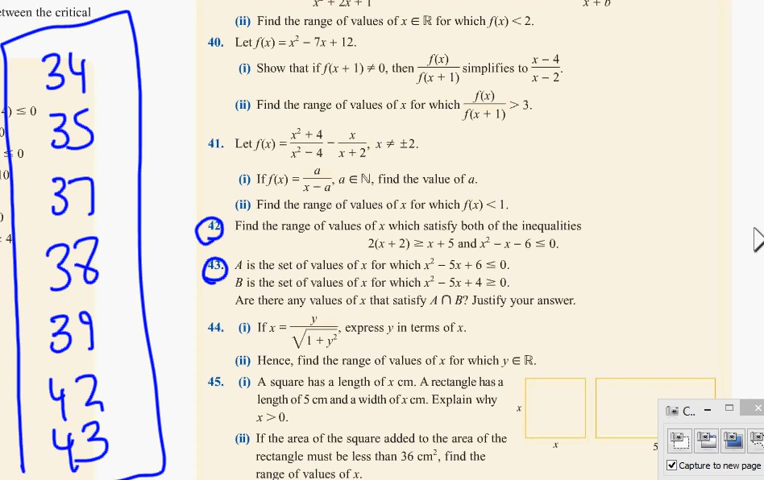 etween the critical
) ≤ 0
≤ 0
34
35
37
38
39
42
43
(ii) Find the range of values of x ∈ ℝ for which f(x) < 2.
40. Let f(x) = x² − 7x + 12.
(i) Show that if f(x + 1) ≠ 0, then f(x)/f(x + 1) simplifies to (x − 4)/(x − 2).
(ii) Find the range of values of x for which f(x)/f(x + 1) > 3.
41. Let f(x) = (x² + 4)/(x² − 4) − x/(x + 2), x ≠ ±2.
(i) If f(x) = a/(x − a), a ∈ ℕ, find the value of a.
(ii) Find the range of values of x for which f(x) < 1.
42. Find the range of values of x which satisfy both of the inequalities
2(x + 2) ≥ x + 5 and x² − x − 6 ≤ 0.
43. A is the set of values of x for which x² − 5x + 6 ≤ 0.
B is the set of values of x for which x² − 5x + 4 ≥ 0.
Are there any values of x that satisfy A ∩ B? Justify your answer.
44. (i) If x = y/√(1 + y²), express y in terms of x.
(ii) Hence, find the range of values of x for which y ∈ ℝ.
45. (i) A square has a length of x cm. A rectangle has a
length of 5 cm and a width of x cm. Explain why
x > 0.
(ii) If the area of the square added to the area of the
rectangle must be less than 36 cm², find the
range of values of x.
x
x
5
C..
Capture to new page